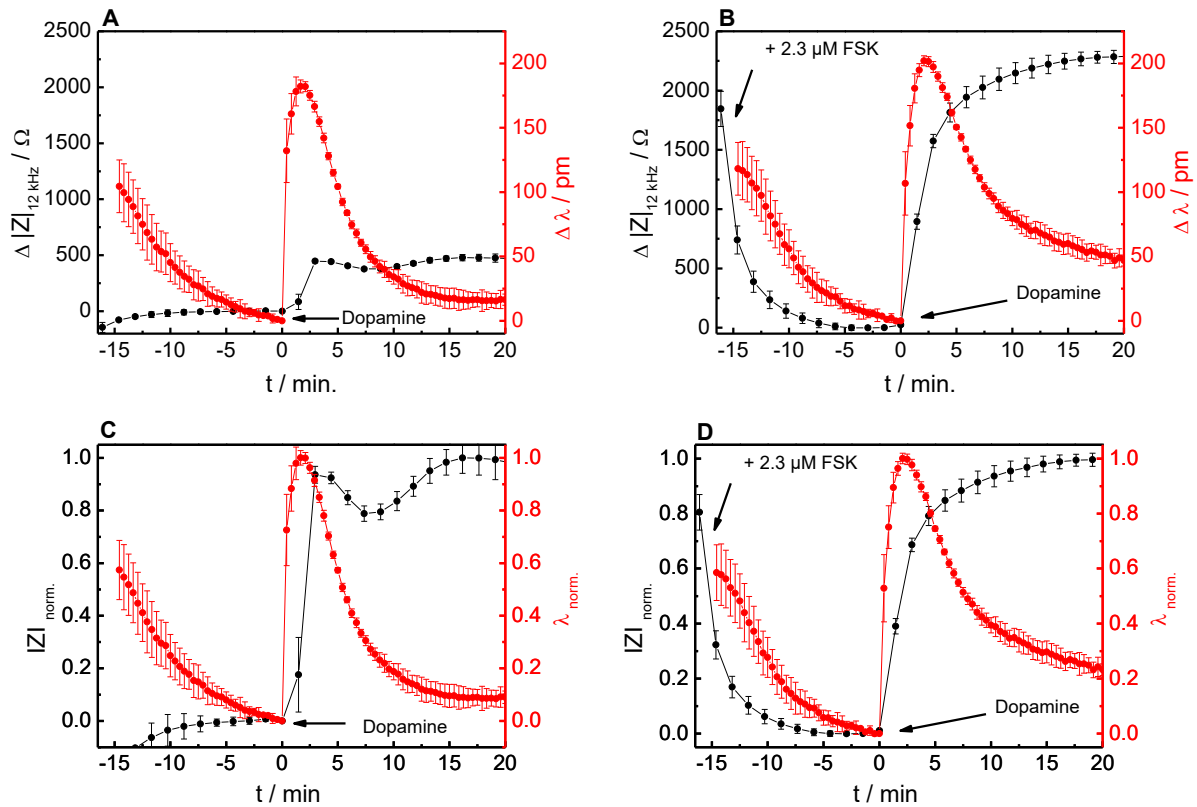 A
2500
2000
1500
1000
500
0
Δ |Z|12 kHz / Ω
200
150
100
50
0
Δ λ / pm
Dopamine
-15 -10 -5 0 5 10 15 20
t / min.
B
2500
2000
1500
1000
500
0
Δ |Z|12 kHz / Ω
200
150
100
50
0
Δ λ / pm
+ 2.3 µM FSK
Dopamine
-15 -10 -5 0 5 10 15 20
t / min.
C
1.0
0.8
0.6
0.4
0.2
0.0
|Z|norm.
1.0
0.8
0.6
0.4
0.2
0.0
λ norm.
Dopamine
-15 -10 -5 0 5 10 15 20
t / min
D
1.0
0.8
0.6
0.4
0.2
0.0
|Z|norm.
1.0
0.8
0.6
0.4
0.2
0.0
λ norm.
+ 2.3 µM FSK
Dopamine
-15 -10 -5 0 5 10 15 20
t / min